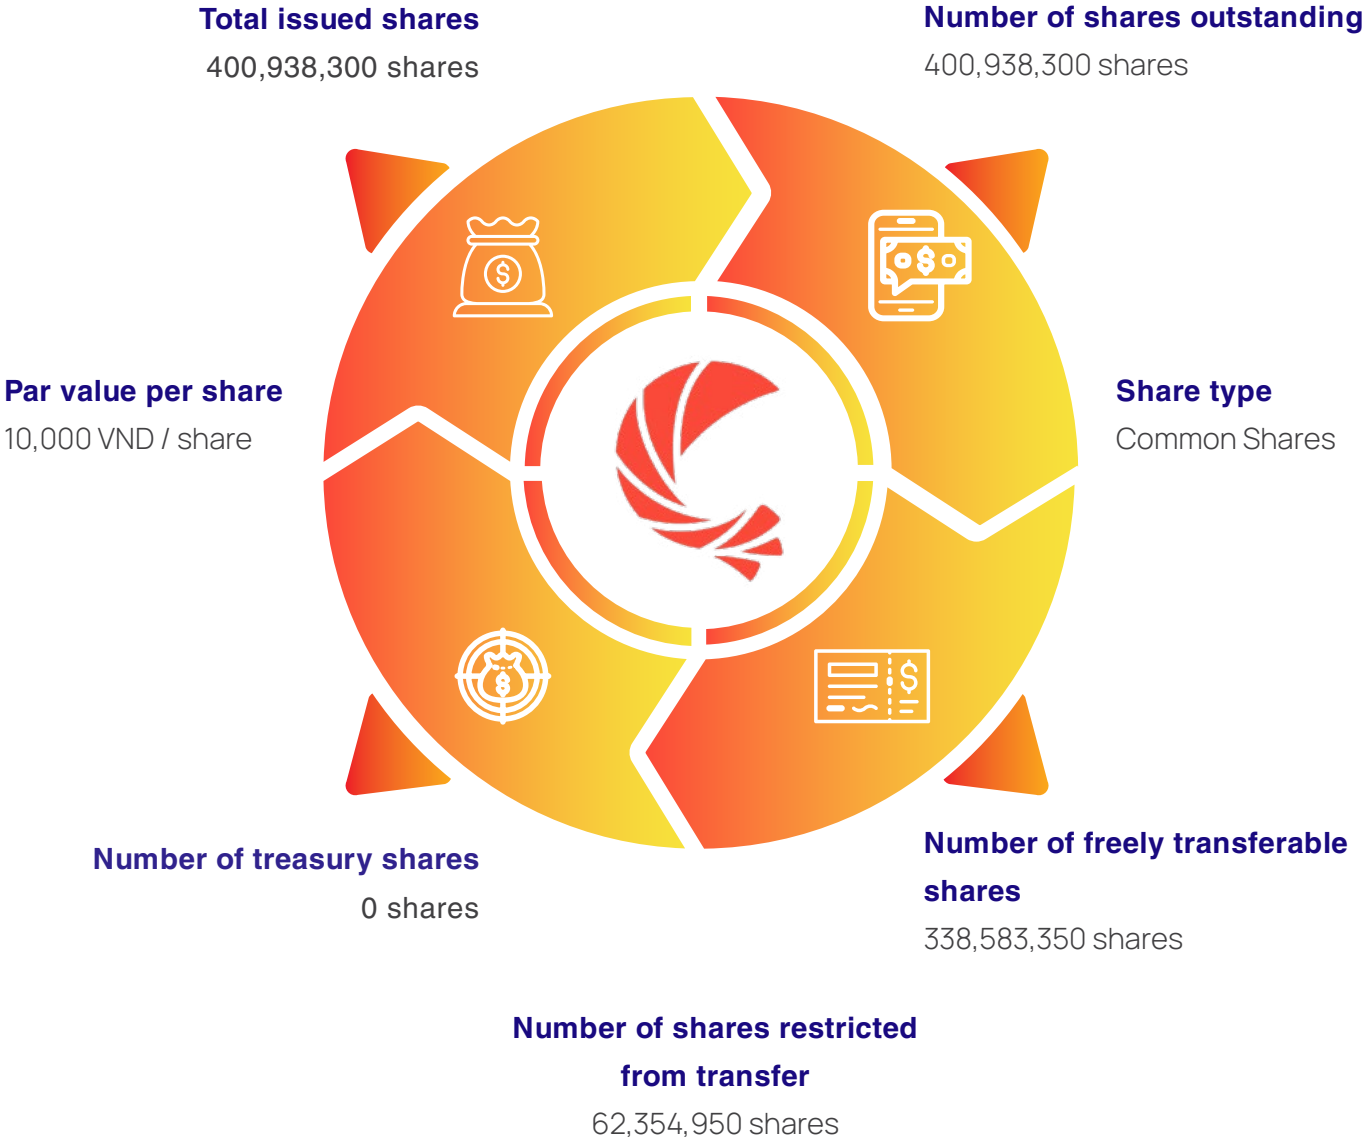 Total issued shares
400,938,300 shares
Number of shares outstanding
400,938,300 shares
Par value per share
10,000 VND / share
Share type
Common Shares
Number of treasury shares
0 shares
Number of freely transferable
shares
338,583,350 shares
Number of shares restricted
from transfer
62,354,950 shares